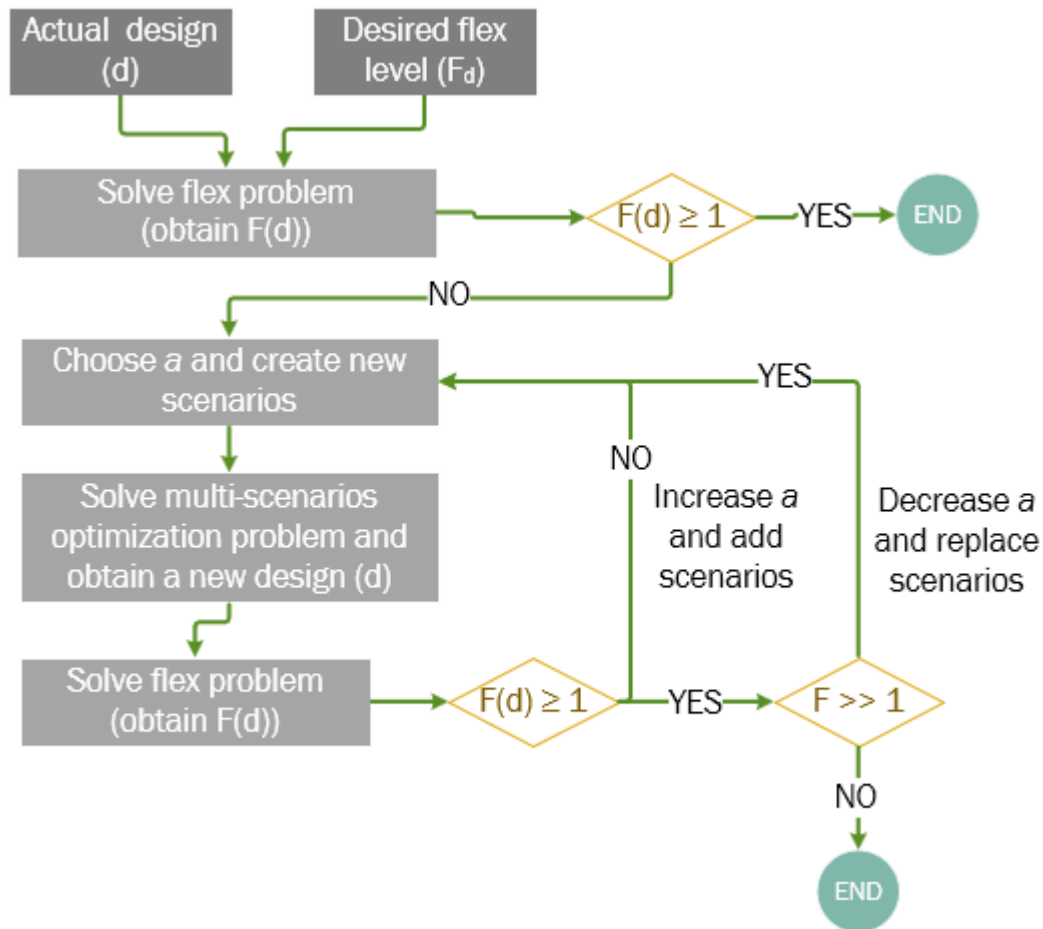 Actual design
(d)
Desired flex
level (Fd)
Solve flex problem
(obtain F(d))
F(d) ≥ 1
YES
END
NO
Choose a and create new
scenarios
YES
NO
Solve multi-scenarios
optimization problem and
obtain a new design (d)
Increase a
and add
scenarios
Decrease a
and replace
scenarios
Solve flex problem
(obtain F(d))
F(d) ≥ 1
YES
F >> 1
NO
END